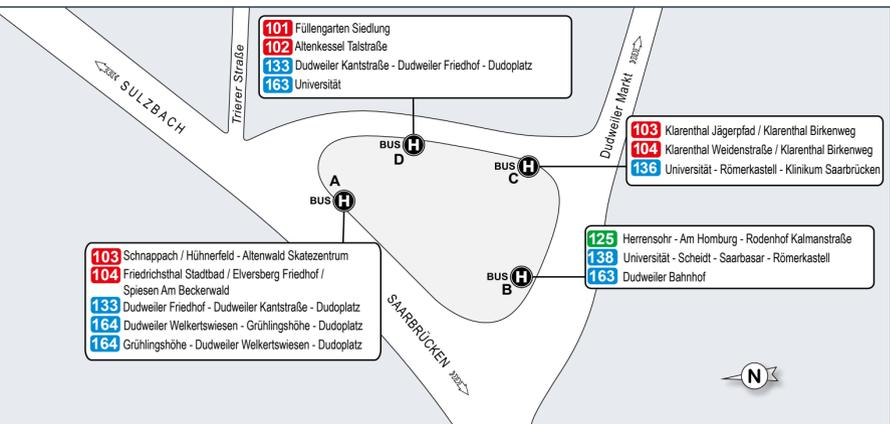 101 Füllengarten Siedlung
102 Altenkessel Talstraße
133 Dudweiler Kantstraße - Dudweiler Friedhof - Dudoplatz
163 Universität
Trierer Straße
SULZBACH
Dudweiler Markt
BUS H
D
103 Klarenthal Jägerpfad / Klarenthal Birkenweg
104 Klarenthal Weidenstraße / Klarenthal Birkenweg
136 Universität - Römerkastell - Klinikum Saarbrücken
BUS H
C
A
BUS H
125 Herrensohr - Am Homburg - Rodenhof Kalmanstraße
138 Universität - Scheidt - Saarbasar - Römerkastell
163 Dudweiler Bahnhof
BUS H
B
103 Schnappach / Hühnerfeld - Altenwald Skatezentrum
104 Friedrichsthal Stadtbad / Elversberg Friedhof /
Spiesen Am Beckerwald
133 Dudweiler Friedhof - Dudweiler Kantstraße - Dudoplatz
164 Dudweiler Welkertswiesen - Grühlingshöhe - Dudoplatz
164 Grühlingshöhe - Dudweiler Welkertswiesen - Dudoplatz
SAARBRÜCKEN
N